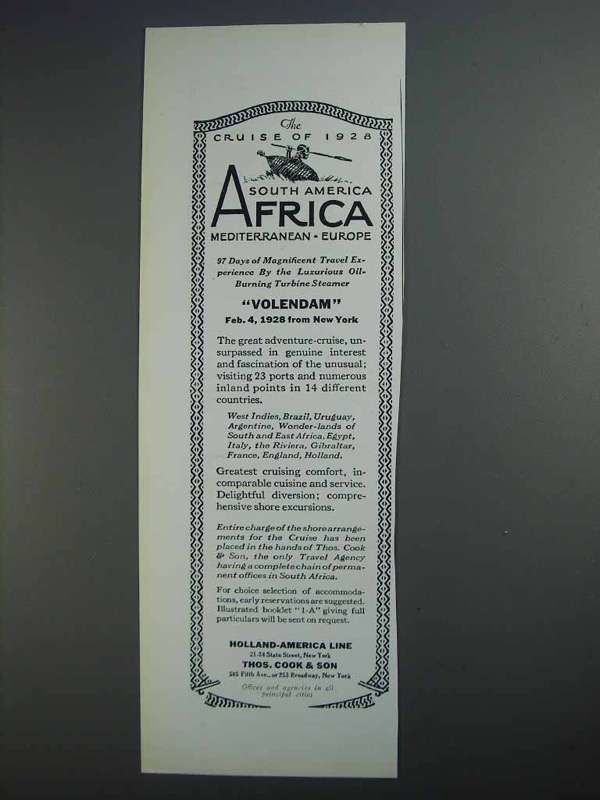 The
CRUISE OF 1928
SOUTH AMERICA
AFRICA
MEDITERRANEAN - EUROPE
97 Days of Magnificent Travel Ex-
perience By the Luxurious Oil-
Burning Turbine Steamer
"VOLENDAM"
Feb. 4, 1928 from New York
The great adventure-cruise, un-
surpassed in genuine interest
and fascination of the unusual;
visiting 23 ports and numerous
inland points in 14 different
countries.
West Indies, Brazil, Uruguay,
Argentine, Wonder-lands of
South and East Africa, Egypt,
Italy, the Riviera, Gibraltar,
France, England, Holland.
Greatest cruising comfort, in-
comparable cuisine and service.
Delightful diversion; compre-
hensive shore excursions.
Entire charge of the shore arrange-
ments for the Cruise has been
placed in the hands of Thos. Cook
& Son, the only Travel Agency
having a complete chain of perma-
nent offices in South Africa.
For choice selection of accommoda-
tions, early reservations are suggested.
Illustrated booklet "1-A" giving full
particulars will be sent on request.
HOLLAND-AMERICA LINE
21-24 State Street, New York
THOS. COOK & SON
585 Fifth Ave., or 253 Broadway, New York
Offices and agencies in all
principal cities